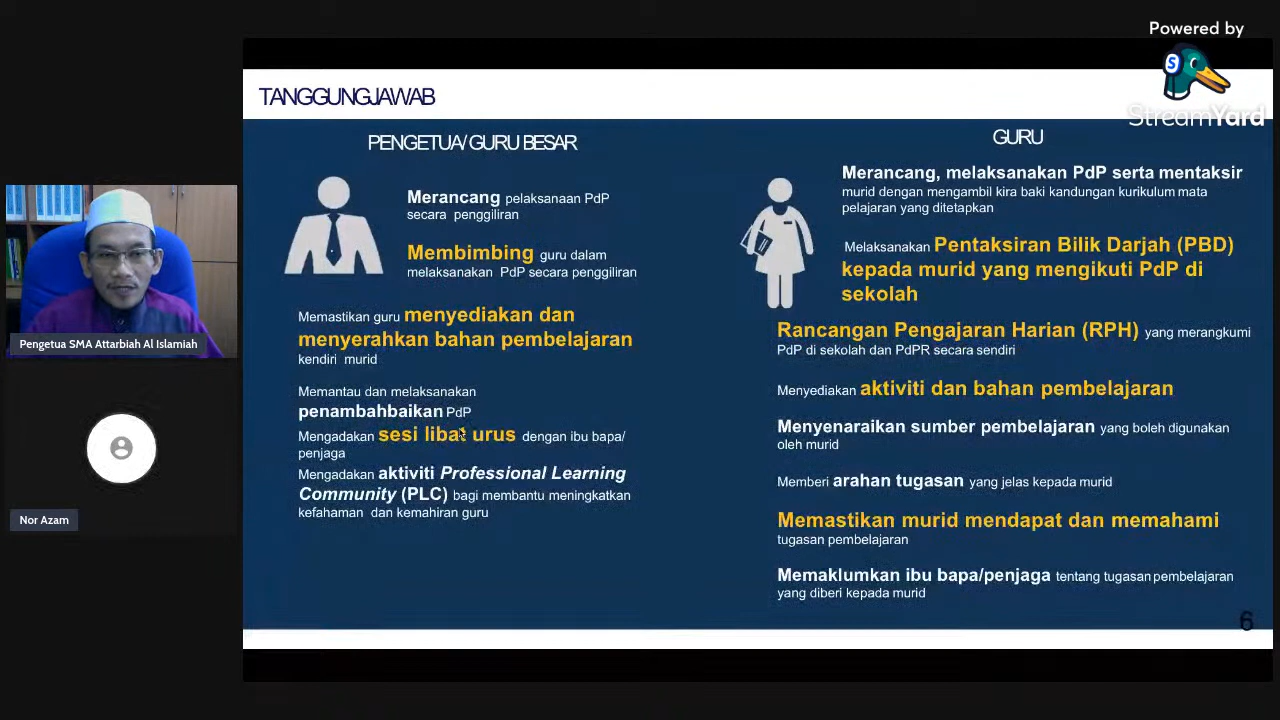 Powered by
StreamYard
TANGGUNGJAWAB
PENGETUA/ GURU BESAR
Merancang pelaksanaan PdP
secara penggiliran
Membimbing guru dalam
melaksanakan PdP secara penggiliran
Memastikan guru menyediakan dan
menyerahkan bahan pembelajaran
kendiri murid
Memantau dan melaksanakan
penambahbaikan PdP
Mengadakan sesi libat urus dengan ibu bapa/
penjaga
Mengadakan aktiviti Professional Learning
Community (PLC) bagi membantu meningkatkan
kefahaman dan kemahiran guru
GURU
Merancang, melaksanakan PdP serta mentaksir
murid dengan mengambil kira baki kandungan kurikulum mata
pelajaran yang ditetapkan
Melaksanakan Pentaksiran Bilik Darjah (PBD)
kepada murid yang mengikuti PdP di
sekolah
Rancangan Pengajaran Harian (RPH) yang merangkumi
PdP di sekolah dan PdPR secara sendiri
Menyediakan aktiviti dan bahan pembelajaran
Menyenaraikan sumber pembelajaran yang boleh digunakan
oleh murid
Memberi arahan tugasan yang jelas kepada murid
Memastikan murid mendapat dan memahami
tugasan pembelajaran
Memaklumkan ibu bapa/penjaga tentang tugasan pembelajaran
yang diberi kepada murid
6
Pengetua SMA Attarbiah Al Islamiah
Nor Azam